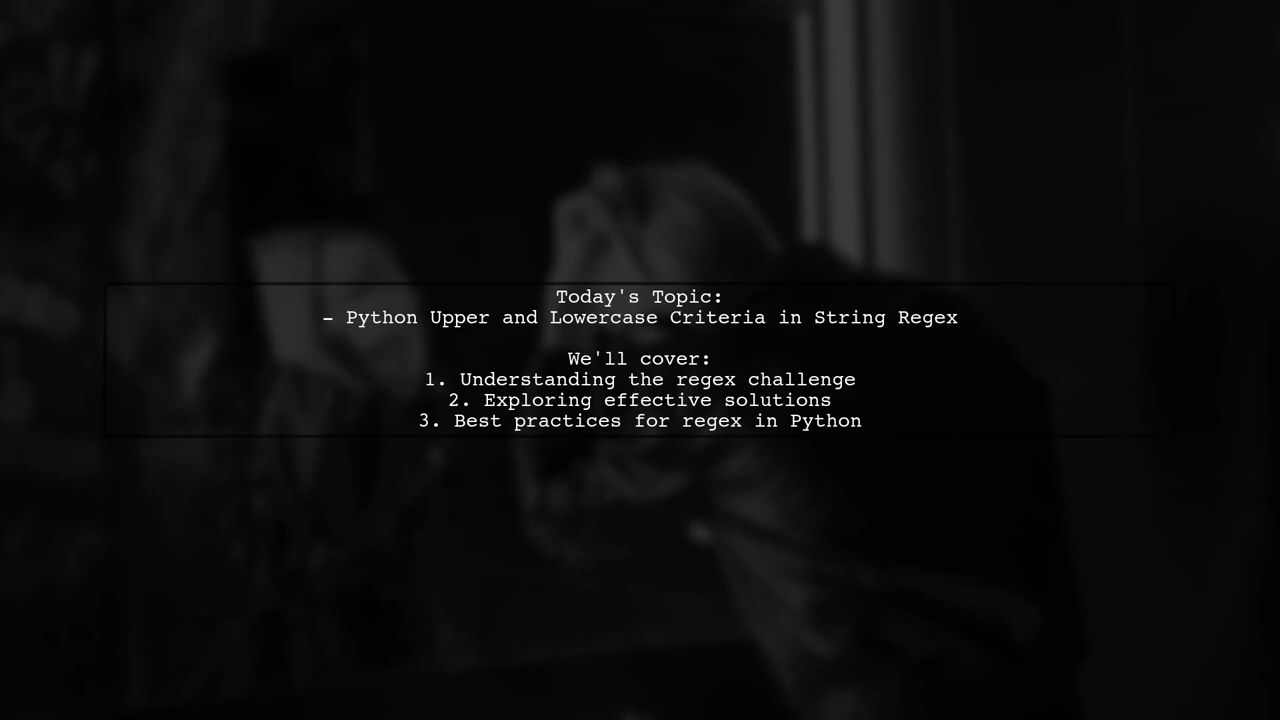 Today's Topic:
- Python Upper and Lowercase Criteria in String Regex
We'll cover:
1. Understanding the regex challenge
2. Exploring effective solutions
3. Best practices for regex in Python